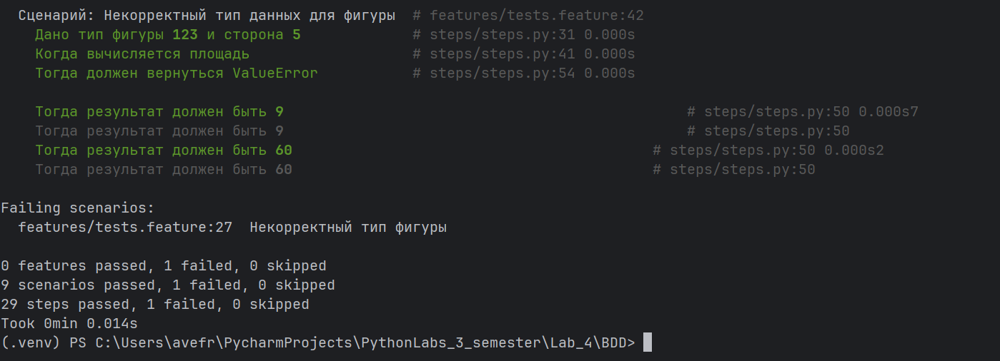 Сценарий: Некорректный тип данных для фигуры  # features/tests.feature:42
Дано тип фигуры 123 и сторона 5  # steps/steps.py:31 0.000s
Когда вычисляется площадь  # steps/steps.py:41 0.000s
Тогда должен вернуться ValueError  # steps/steps.py:54 0.000s
Тогда результат должен быть 9  # steps/steps.py:50 0.000s7
Тогда результат должен быть 9  # steps/steps.py:50
Тогда результат должен быть 60  # steps/steps.py:50 0.000s2
Тогда результат должен быть 60  # steps/steps.py:50
Failing scenarios:
features/tests.feature:27  Некорректный тип фигуры
0 features passed, 1 failed, 0 skipped
9 scenarios passed, 1 failed, 0 skipped
29 steps passed, 1 failed, 0 skipped
Took 0min 0.014s
(.venv) PS C:\Users\avefr\PycharmProjects\PythonLabs_3_semester\Lab_4\BDD>